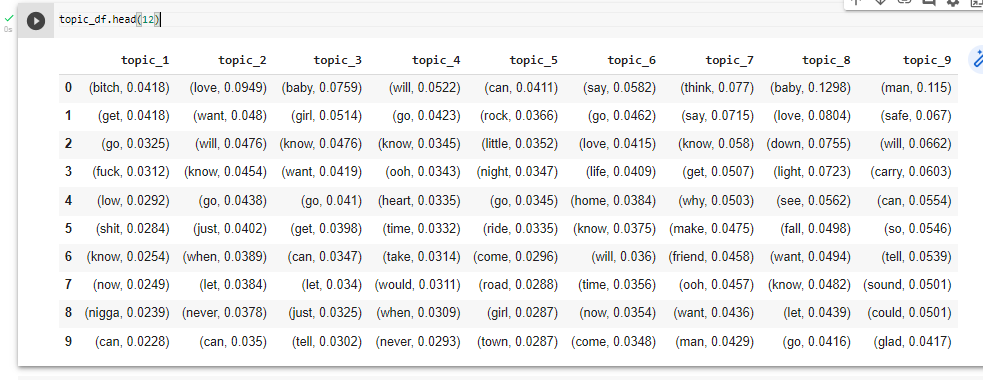 topic_df.head(12)
0s
topic_1 topic_2 topic_3 topic_4 topic_5 topic_6 topic_7 topic_8 topic_9
0 (bitch, 0.0418) (love, 0.0949) (baby, 0.0759) (will, 0.0522) (can, 0.0411) (say, 0.0582) (think, 0.077) (baby, 0.1298) (man, 0.115)
1 (get, 0.0418) (want, 0.048) (girl, 0.0514) (go, 0.0423) (rock, 0.0366) (go, 0.0462) (say, 0.0715) (love, 0.0804) (safe, 0.067)
2 (go, 0.0325) (will, 0.0476) (know, 0.0476) (know, 0.0345) (little, 0.0352) (love, 0.0415) (know, 0.058) (down, 0.0755) (will, 0.0662)
3 (fuck, 0.0312) (know, 0.0454) (want, 0.0419) (ooh, 0.0343) (night, 0.0347) (life, 0.0409) (get, 0.0507) (light, 0.0723) (carry, 0.0603)
4 (low, 0.0292) (go, 0.0438) (go, 0.041) (heart, 0.0335) (go, 0.0345) (home, 0.0384) (why, 0.0503) (see, 0.0562) (can, 0.0554)
5 (shit, 0.0284) (just, 0.0402) (get, 0.0398) (time, 0.0332) (ride, 0.0335) (know, 0.0375) (make, 0.0475) (fall, 0.0498) (so, 0.0546)
6 (know, 0.0254) (when, 0.0389) (can, 0.0347) (take, 0.0314) (come, 0.0296) (will, 0.036) (friend, 0.0458) (want, 0.0494) (tell, 0.0539)
7 (now, 0.0249) (let, 0.0384) (let, 0.034) (would, 0.0311) (road, 0.0288) (time, 0.0356) (ooh, 0.0457) (know, 0.0482) (sound, 0.0501)
8 (nigga, 0.0239) (never, 0.0378) (just, 0.0325) (when, 0.0309) (girl, 0.0287) (now, 0.0354) (want, 0.0436) (let, 0.0439) (could, 0.0501)
9 (can, 0.0228) (can, 0.035) (tell, 0.0302) (never, 0.0293) (town, 0.0287) (come, 0.0348) (man, 0.0429) (go, 0.0416) (glad, 0.0417)